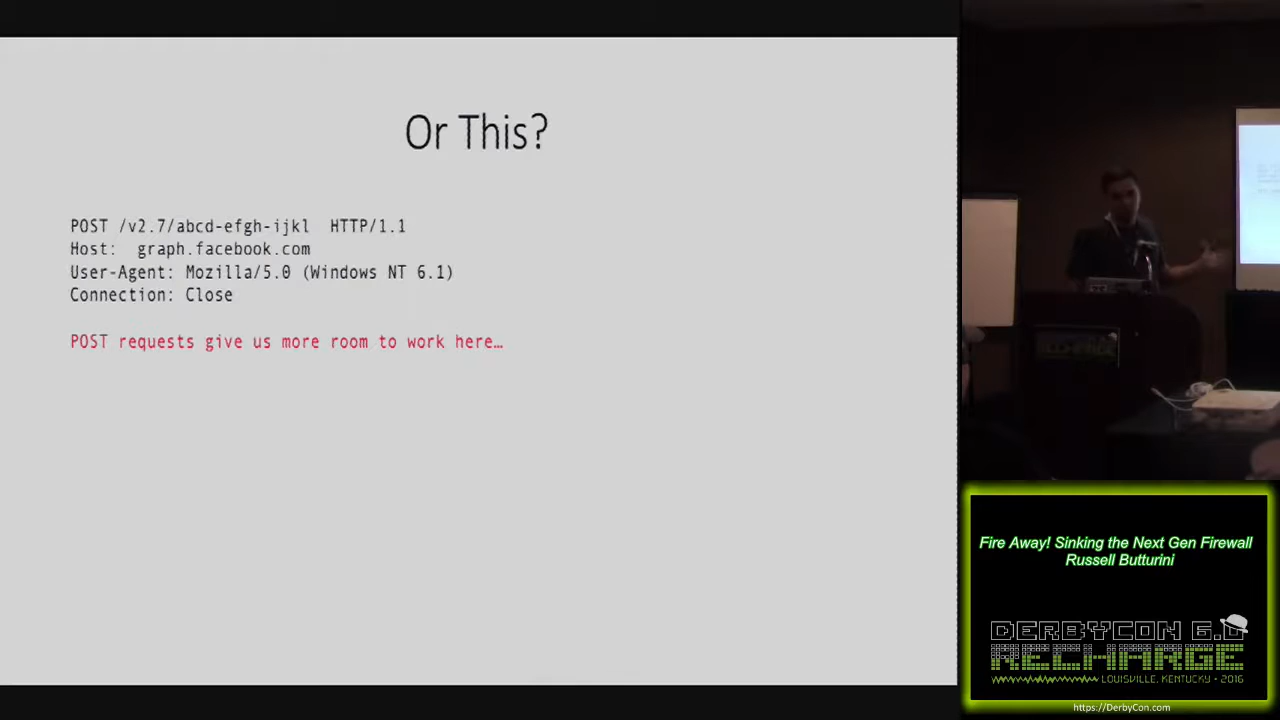 Or This?
POST /v2.7/abcd-efgh-ijkl HTTP/1.1
Host: graph.facebook.com
User-Agent: Mozilla/5.0 (Windows NT 6.1)
Connection: Close
POST requests give us more room to work here…
Fire Away! Sinking the Next Gen Firewall
Russell Butturini
DERBYCON 6.0
RECHARGE
LOUISVILLE, KENTUCKY • 2016
https://DerbyCon.com